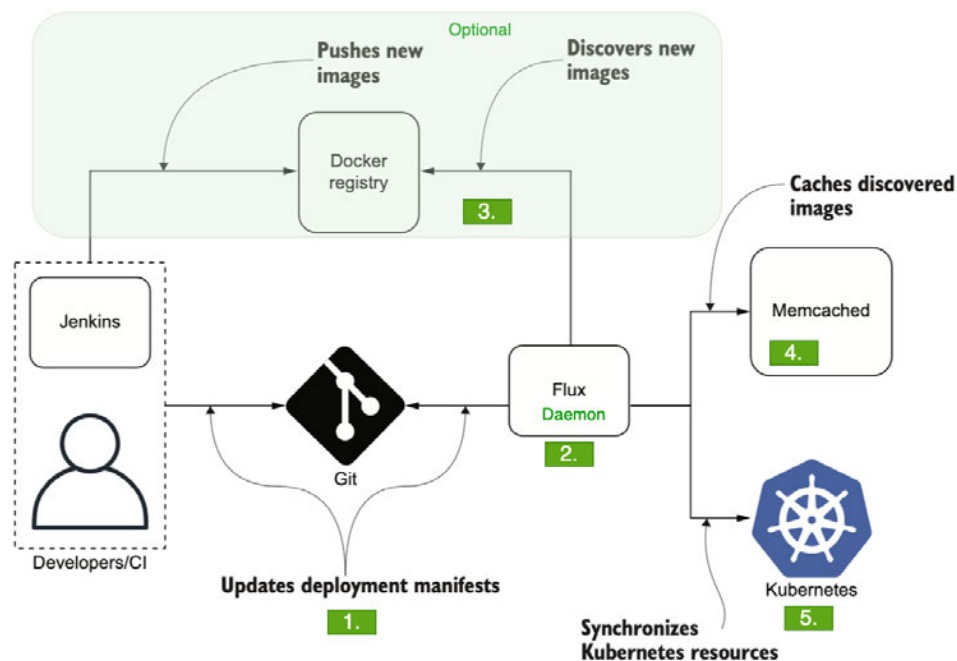 Optional
Pushes new
images
Discovers new
images
Docker
registry
3.
Caches discovered
images
Jenkins
Memcached
4.
Flux
Daemon
2.
Git
Developers/CI
Updates deployment manifests
1.
Kubernetes
5.
Synchronizes
Kubernetes resources